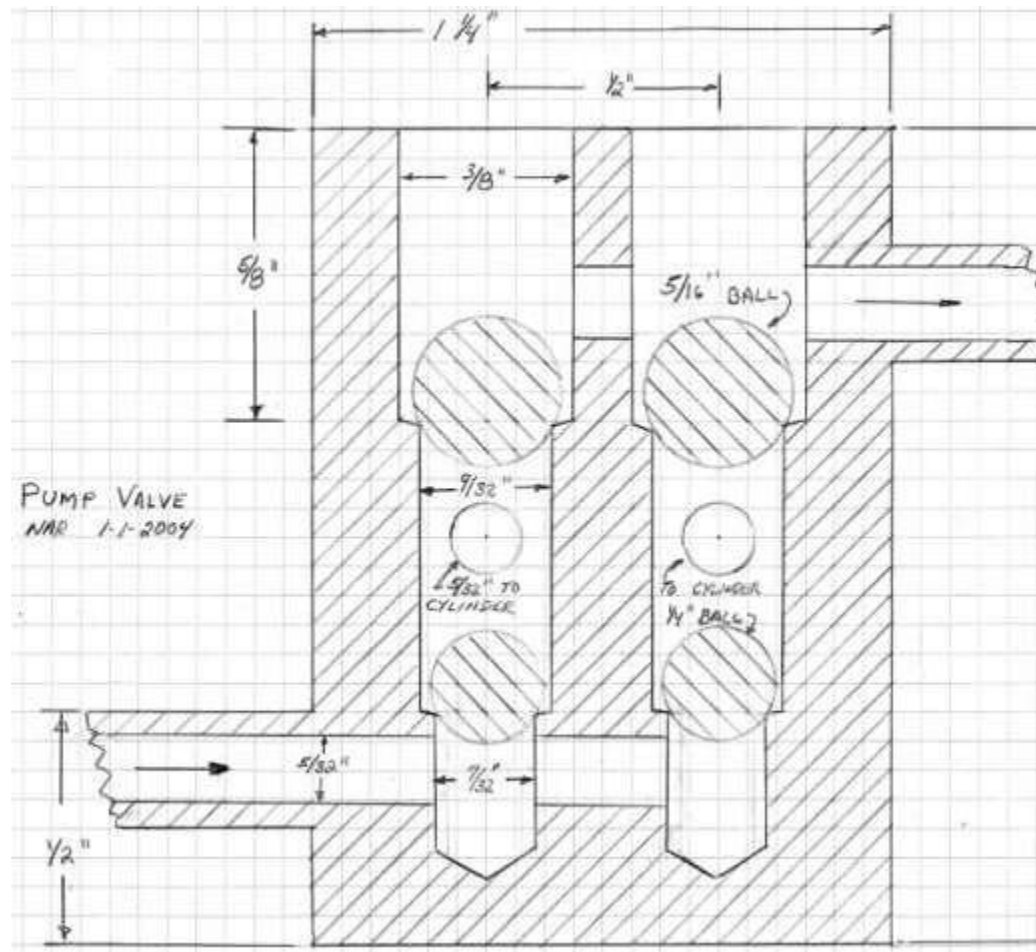 1 1/4"
1/2"
3/8"
5/8"
5/16" BALL
9/32"
PUMP VALVE
NAR 1-1-2004
5/32" TO
CYLINDER
TO CYLINDER
1/4" BALL
5/32"
7/32"
1/2"